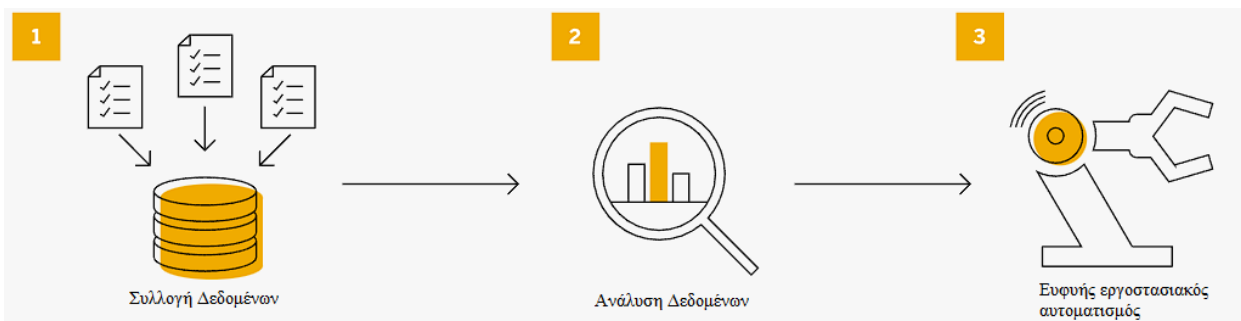 1
2
3
Συλλογή Δεδομένων
Ανάλυση Δεδομένων
Ευφυής εργοστασιακός
αυτοματισμός